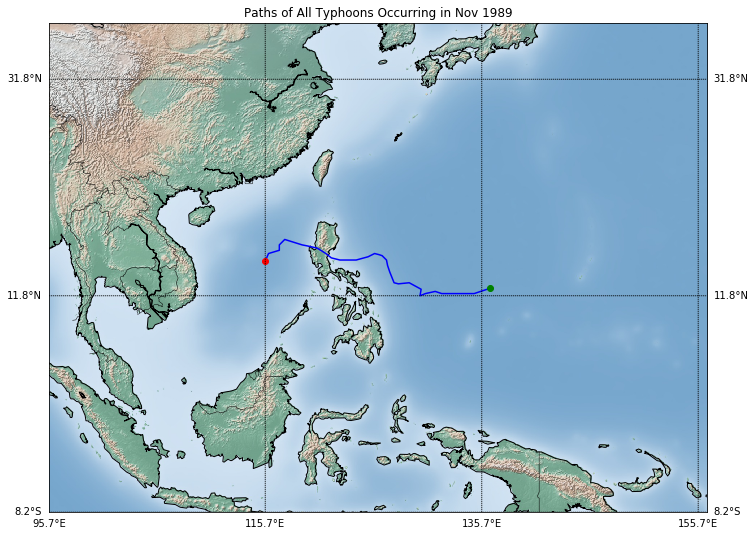 Paths of All Typhoons Occurring in Nov 1989
31.8°N 31.8°N
11.8°N 11.8°N
8.2°S 8.2°S
95.7°E 115.7°E 135.7°E 155.7°E